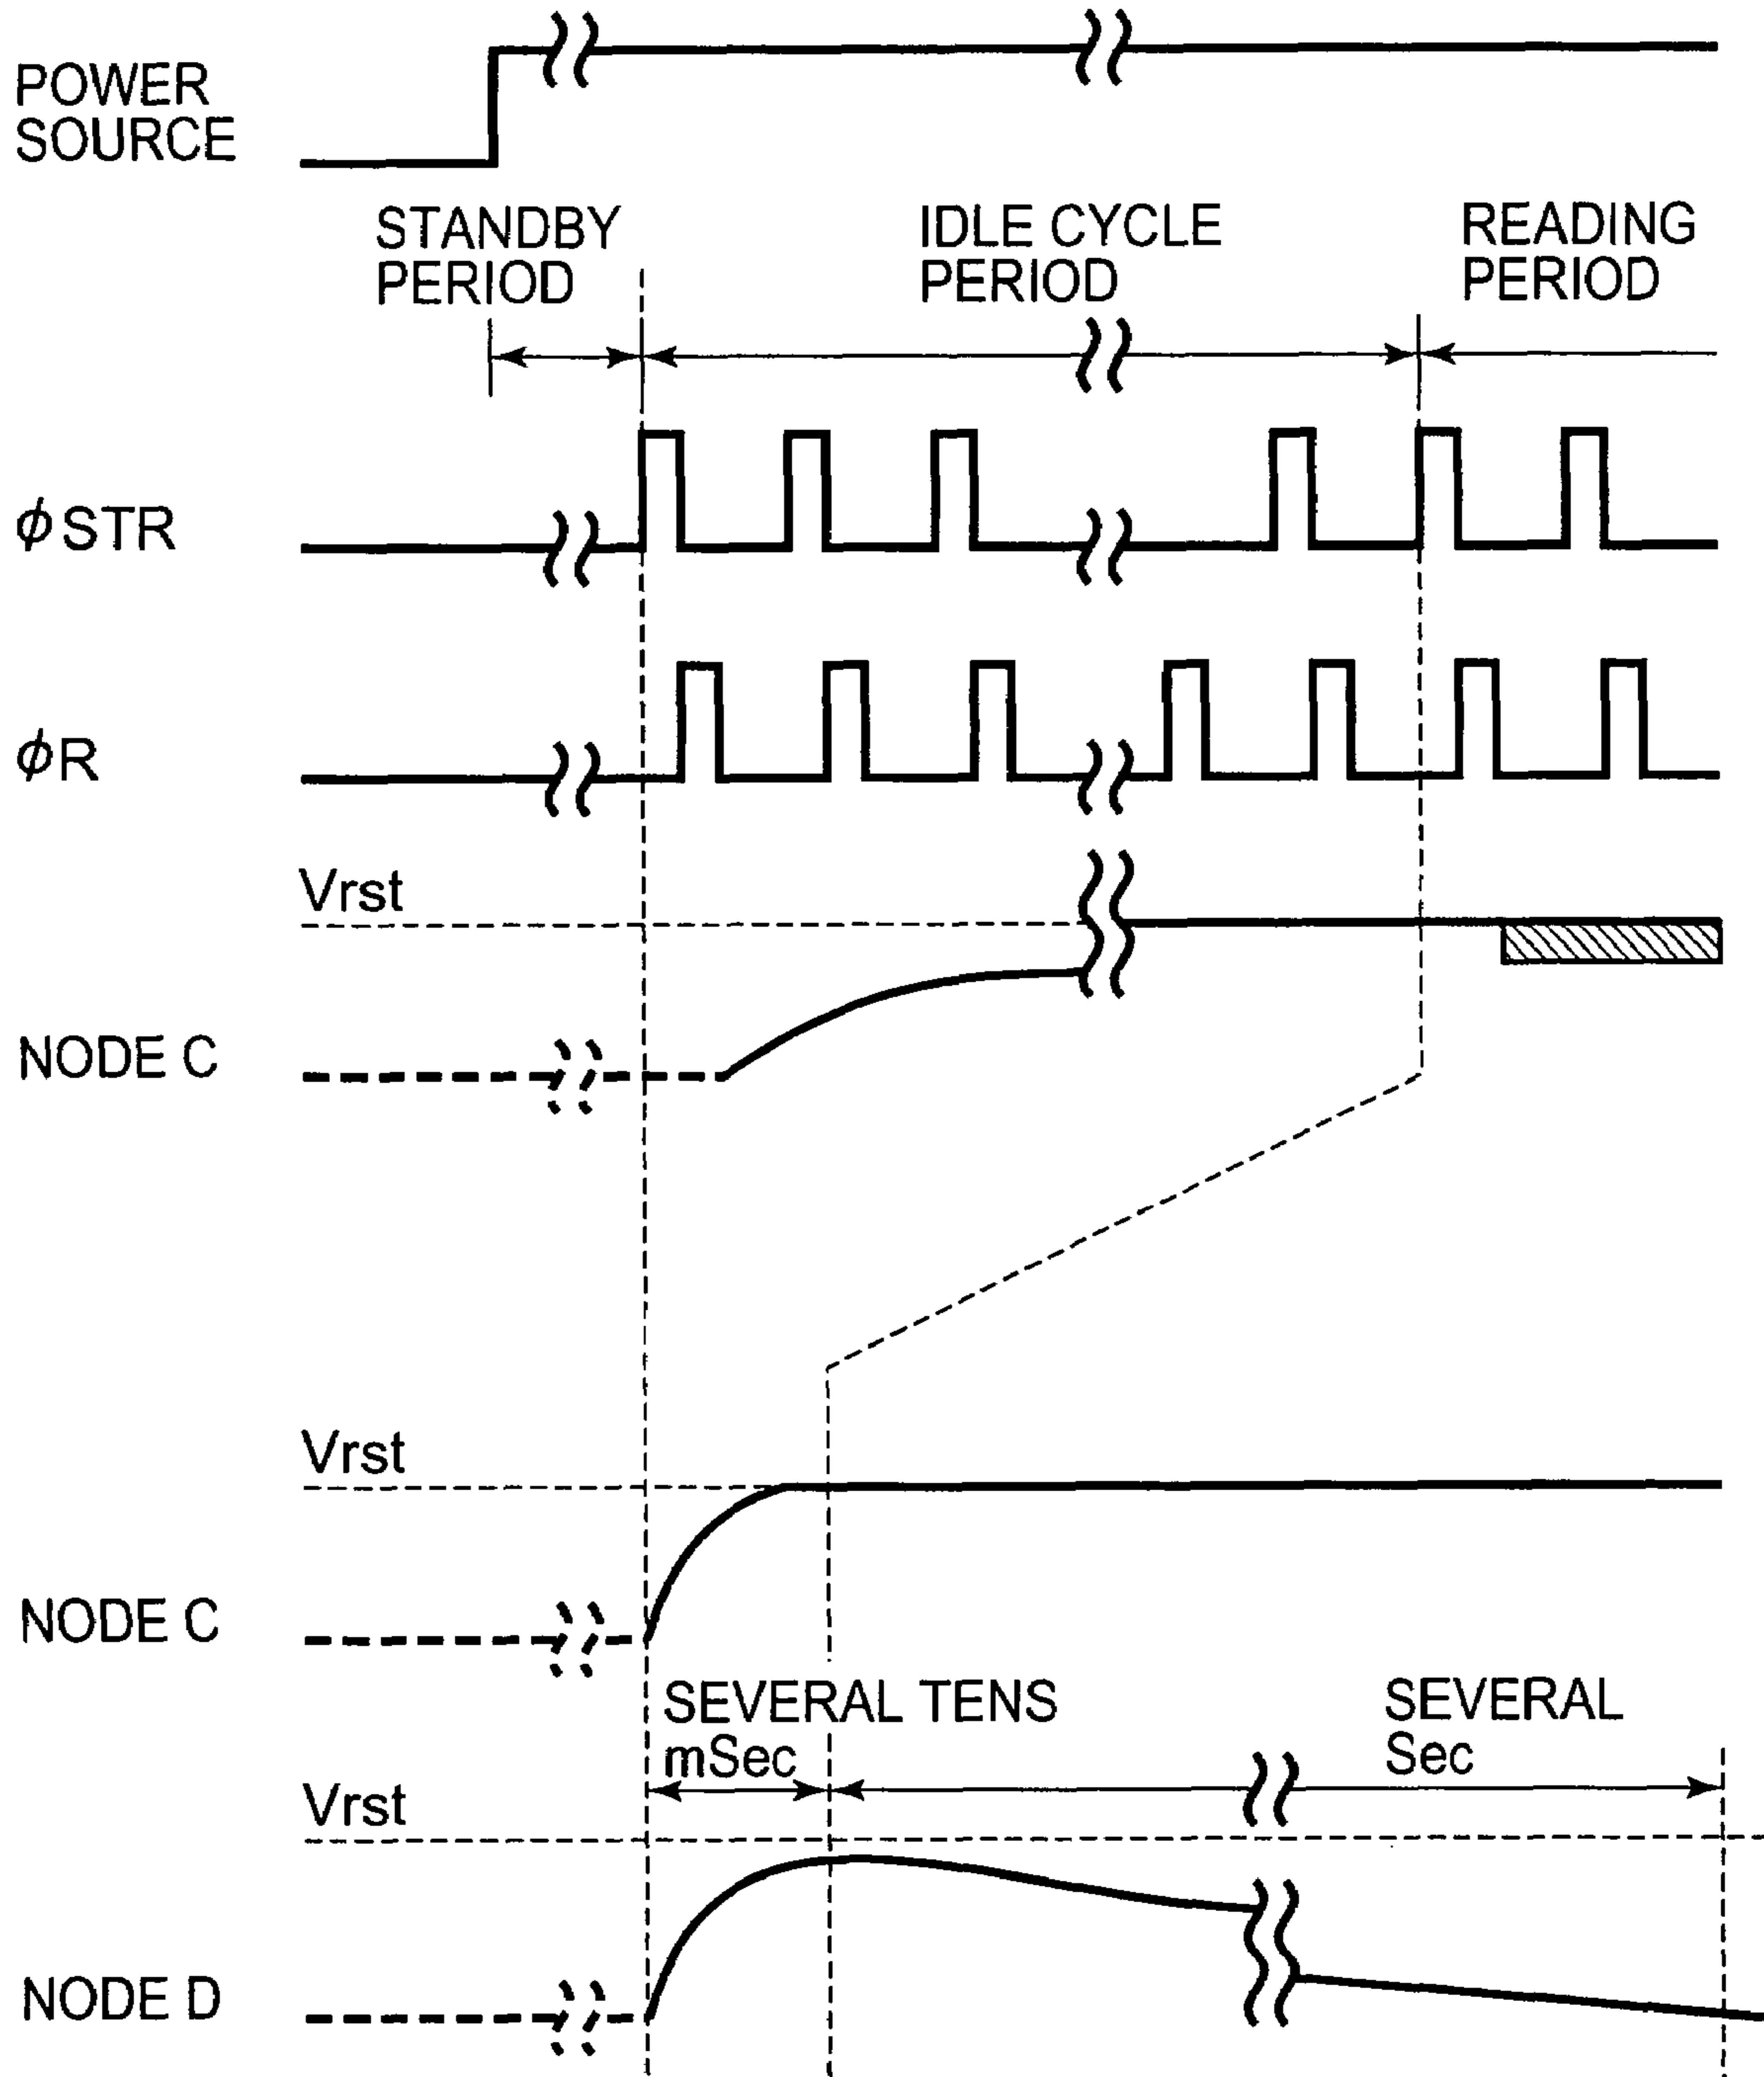 POWER
SOURCE
STANDBY
PERIOD
IDLE CYCLE
PERIOD
READING
PERIOD
ϕSTR
ϕR
Vrst
NODE C
Vrst
NODE C
SEVERAL TENS
mSec
SEVERAL
Sec
Vrst
NODE D